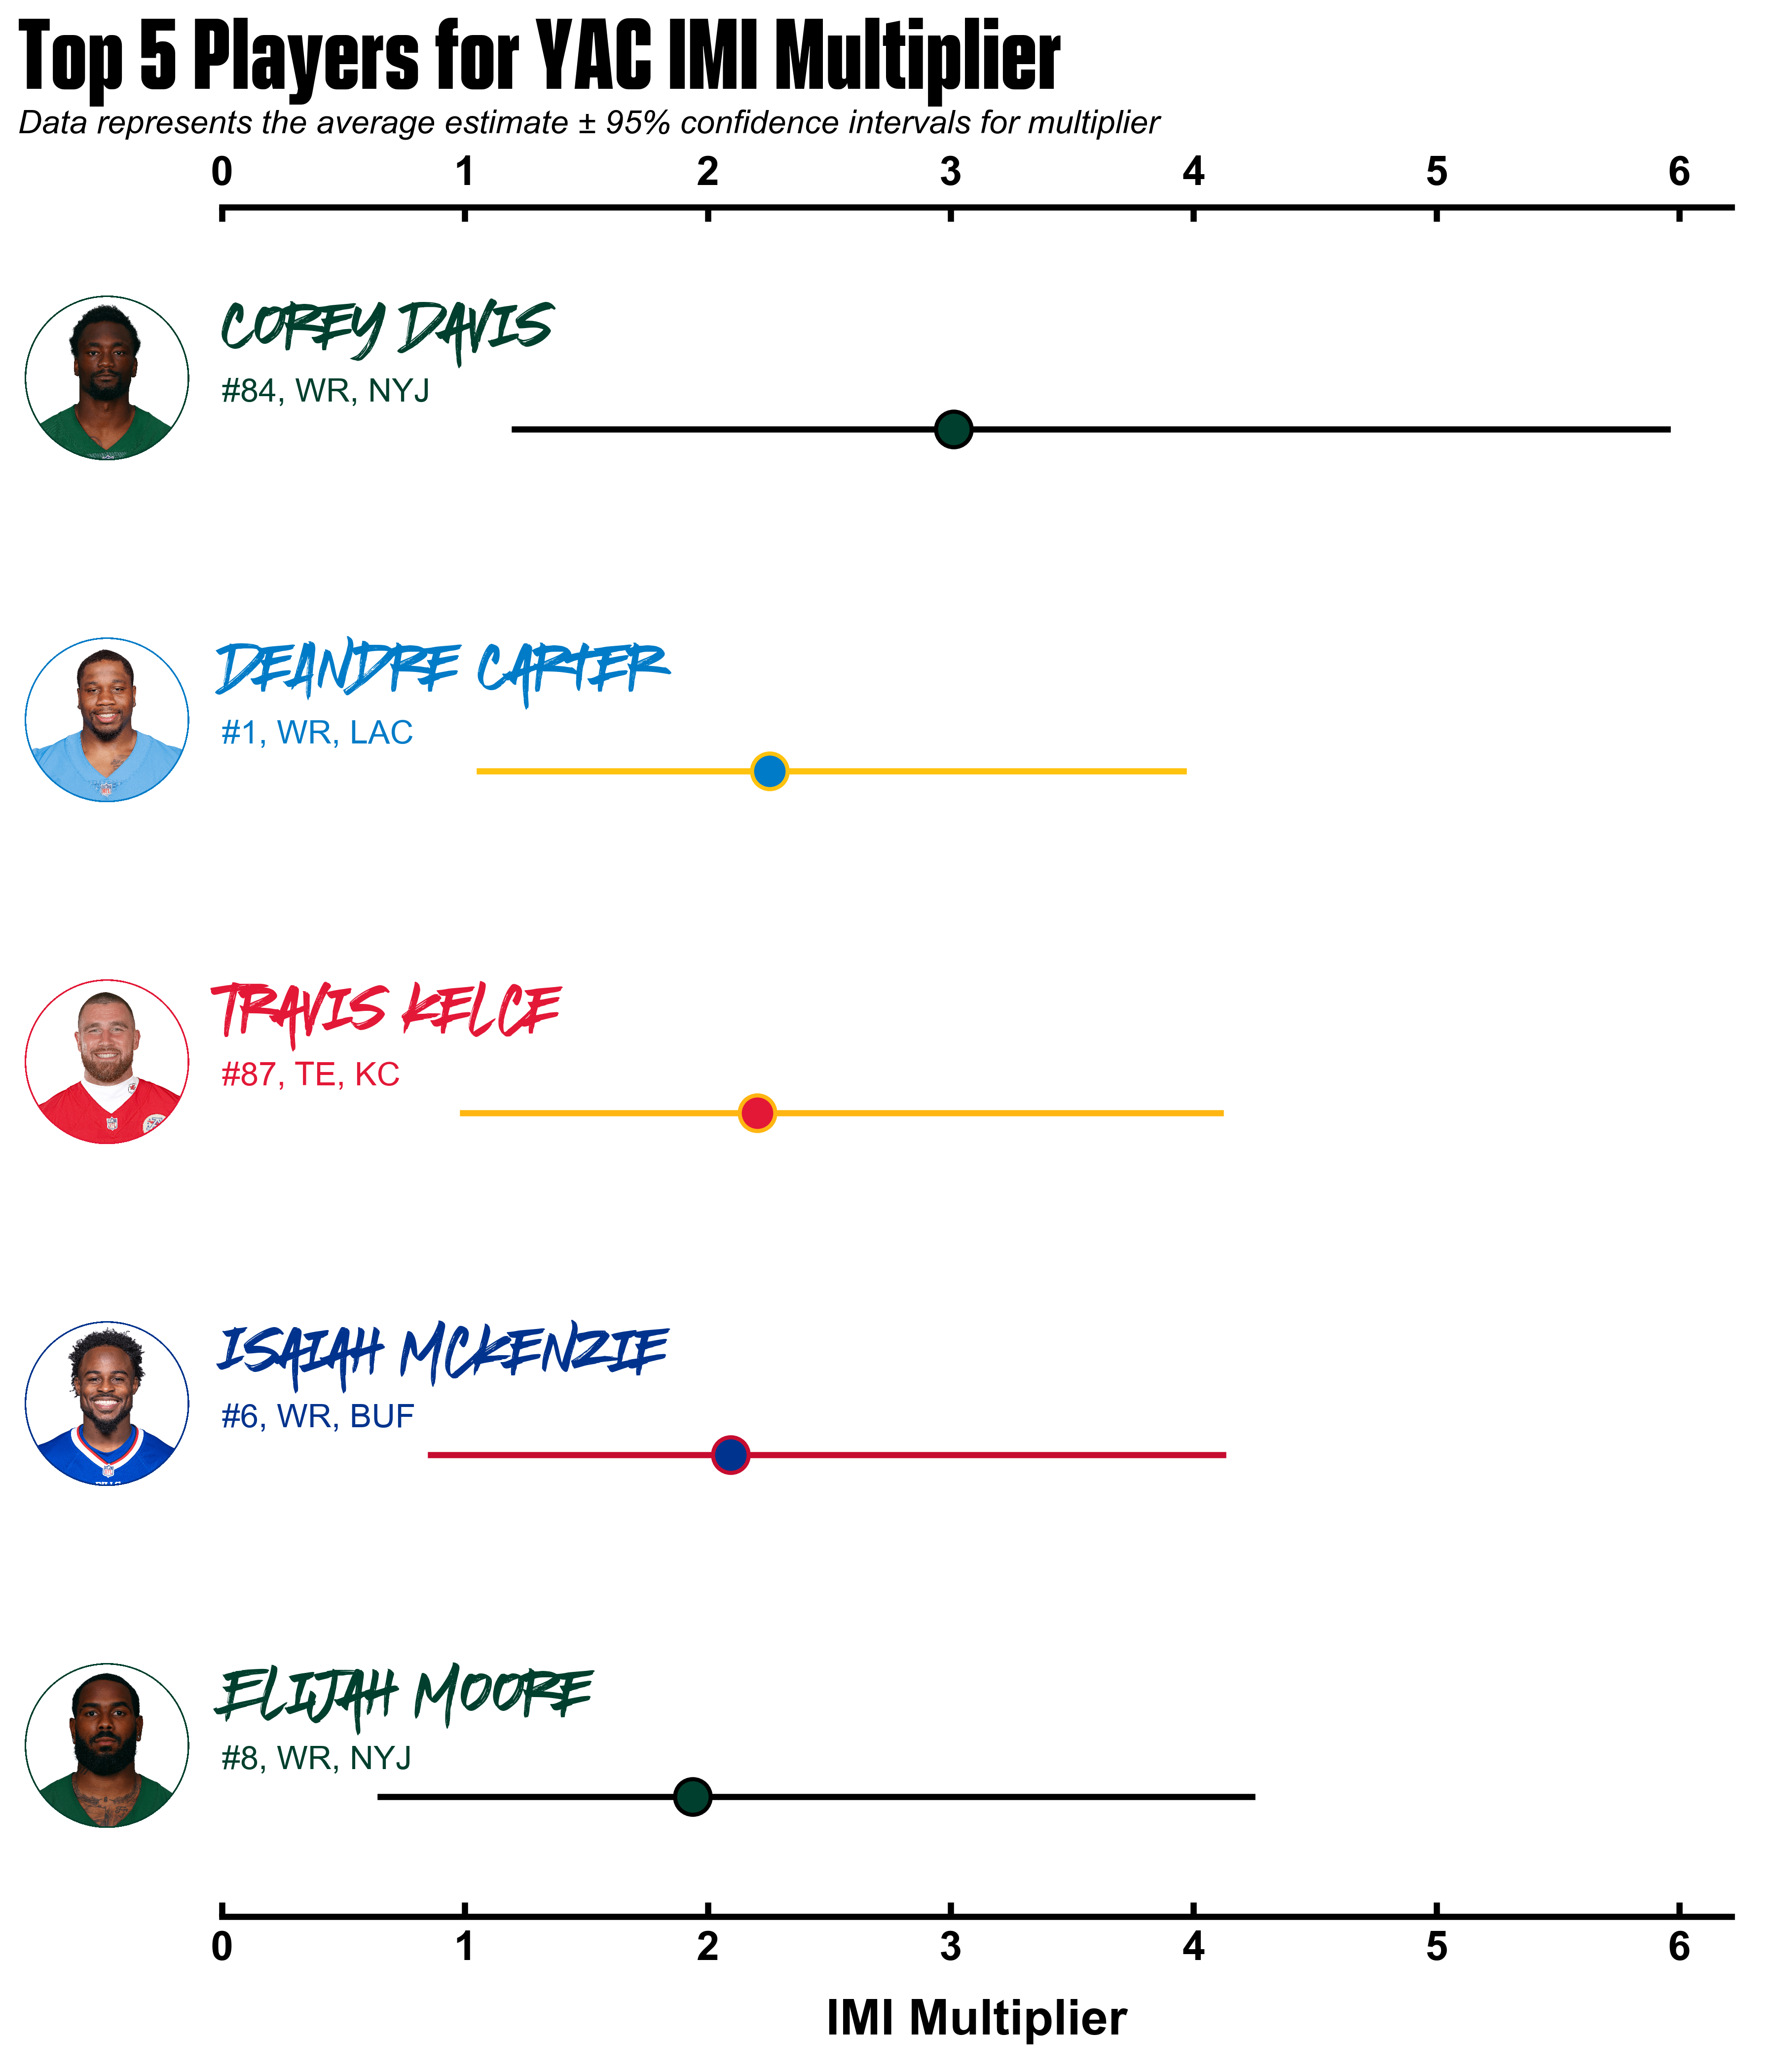 Top 5 Players for YAC IMI Multiplier
Data represents the average estimate ± 95% confidence intervals for multiplier
0 1 2 3 4 5 6
COREY DAVIS
#84, WR, NYJ
DEANDRE CARTER
#1, WR, LAC
TRAVIS KELCE
#87, TE, KC
ISAIAH MCKENZIE
#6, WR, BUF
ELIJAH MOORE
#8, WR, NYJ
0 1 2 3 4 5 6
IMI Multiplier